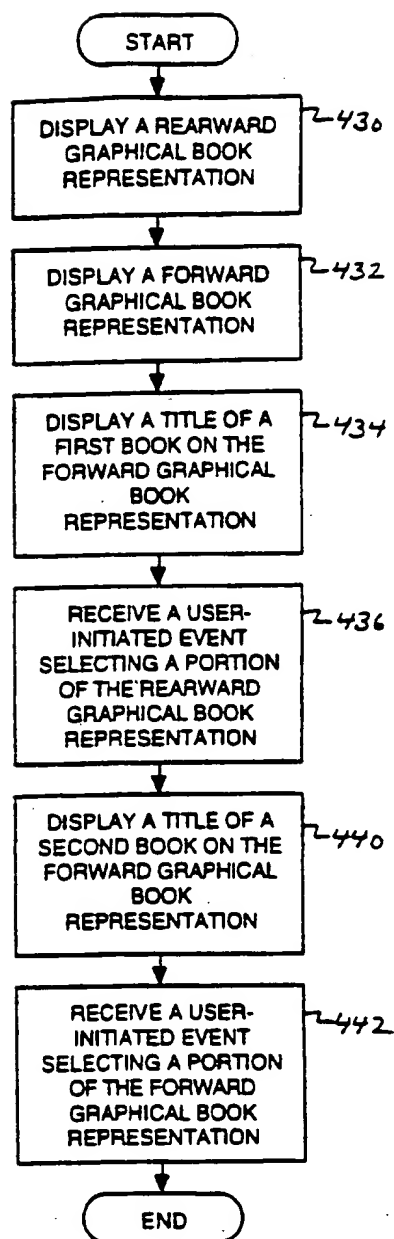 START
DISPLAY A REARWARD
GRAPHICAL BOOK
REPRESENTATION
430
DISPLAY A FORWARD
GRAPHICAL BOOK
REPRESENTATION
432
DISPLAY A TITLE OF A
FIRST BOOK ON THE
FORWARD GRAPHICAL
BOOK
REPRESENTATION
434
RECEIVE A USER-
INITIATED EVENT
SELECTING A PORTION
OF THE REARWARD
GRAPHICAL BOOK
REPRESENTATION
436
DISPLAY A TITLE OF A
SECOND BOOK ON THE
FORWARD GRAPHICAL
BOOK
REPRESENTATION
440
RECEIVE A USER-
INITIATED EVENT
SELECTING A PORTION
OF THE FORWARD
GRAPHICAL BOOK
REPRESENTATION
442
END